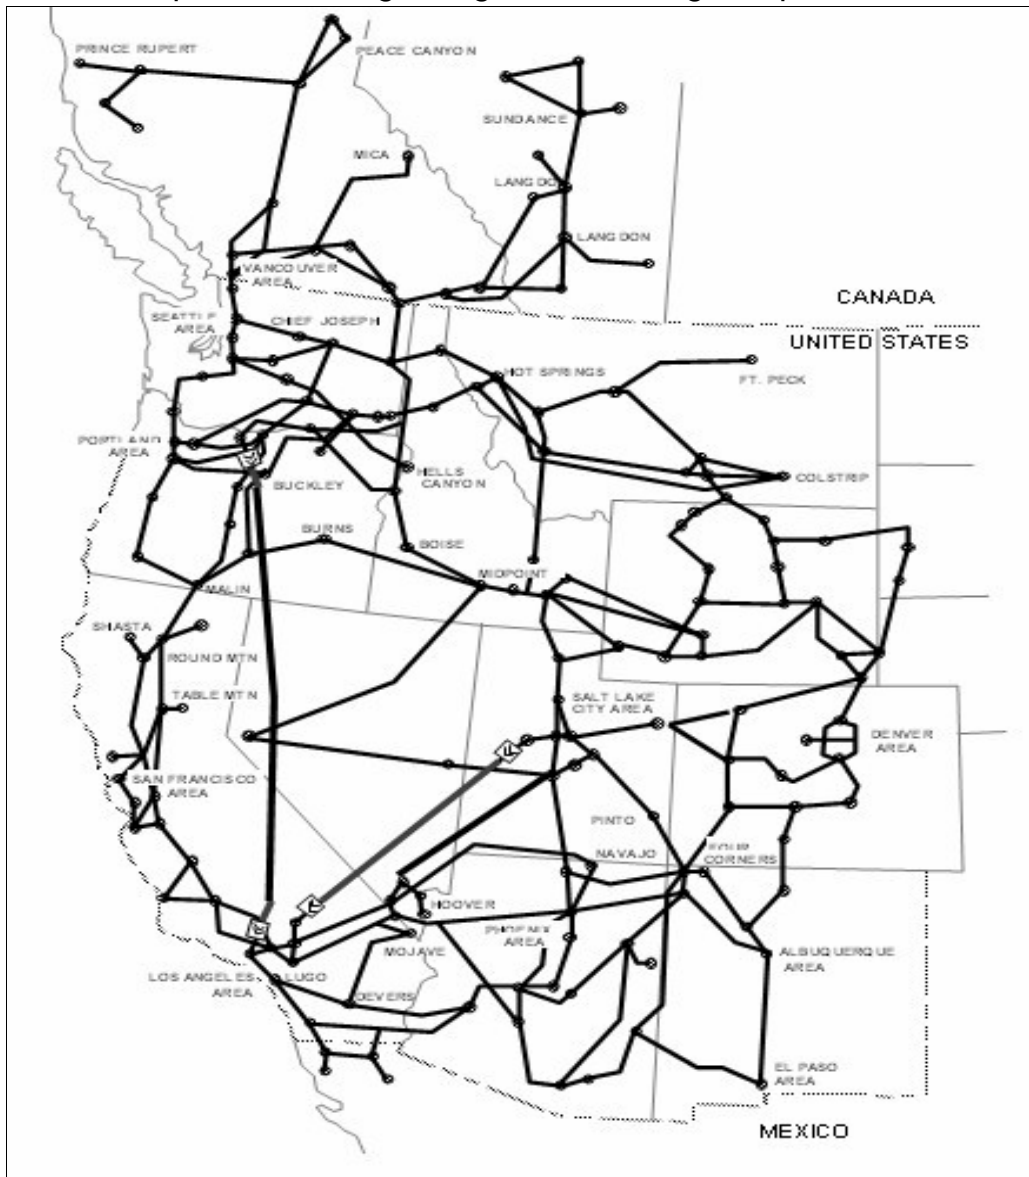 PRINCE RUPERT
PEACE CANYON
SUNDANCE
MICA
LANGDO
LANGDON
VANCOUVER
AREA
CANADA
SEATTLE
AREA
CHIEF JOSEPH
UNITED STATES
HOT SPRINGS
FT. PECK
PORTLAND
AREA
HELLS
CANYON
COLSTRIP
BUCKLEY
BURNS
BOISE
MIDPOINT
MALIN
SHASTA
ROUND MTN
TABLE MTN
SALT LAKE
CITY AREA
DENVER
AREA
SAN FRANCISCO
AREA
PINTO
NAVAJO
FOUR
CORNERS
HOOVER
PHOENIX
AREA
MOJAVE
ALBUQUERQUE
AREA
LOS ANGELES
AREA
LUGO
DEVERS
EL PASO
AREA
MEXICO